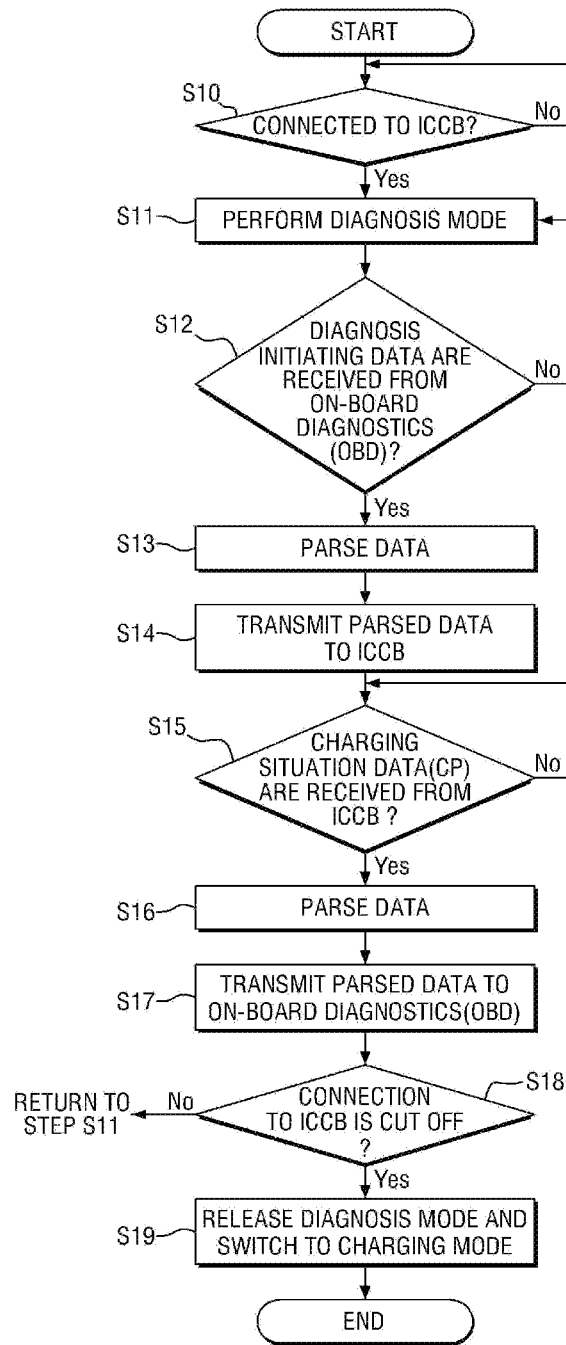 START
S10
CONNECTED TO ICCB?
No
Yes
S11
PERFORM DIAGNOSIS MODE
S12
DIAGNOSIS
INITIATING DATA ARE
RECEIVED FROM
ON-BOARD
DIAGNOSTICS
(OBD)?
No
Yes
S13
PARSE DATA
S14
TRANSMIT PARSED DATA
TO ICCB
S15
CHARGING
SITUATION DATA(CP)
ARE RECEIVED FROM
ICCB ?
No
Yes
S16
PARSE DATA
S17
TRANSMIT PARSED DATA TO
ON-BOARD DIAGNOSTICS(OBD)
S18
CONNECTION
TO ICCB IS CUT OFF
?
No
RETURN TO
STEP S11
Yes
S19
RELEASE DIAGNOSIS MODE AND
SWITCH TO CHARGING MODE
END